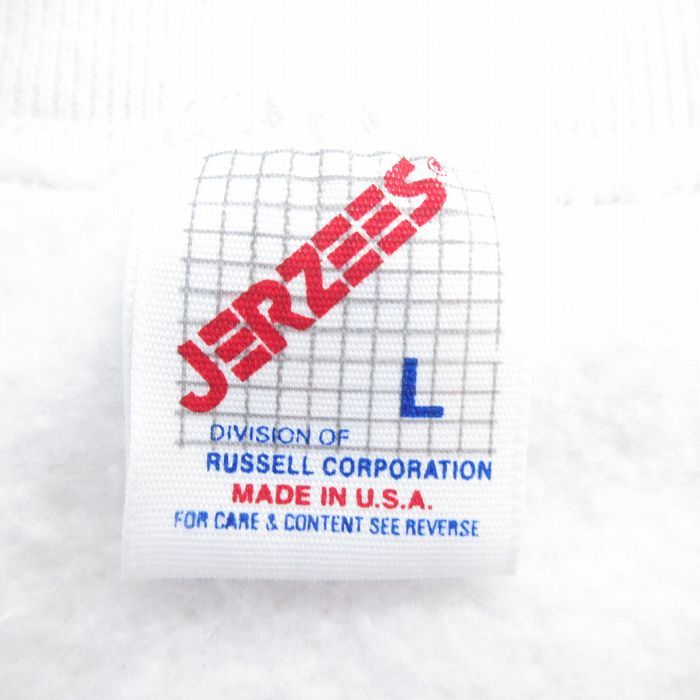 JERZEES®
L
DIVISION OF
RUSSELL CORPORATION
MADE IN U.S.A.
FOR CARE & CONTENT SEE REVERSE